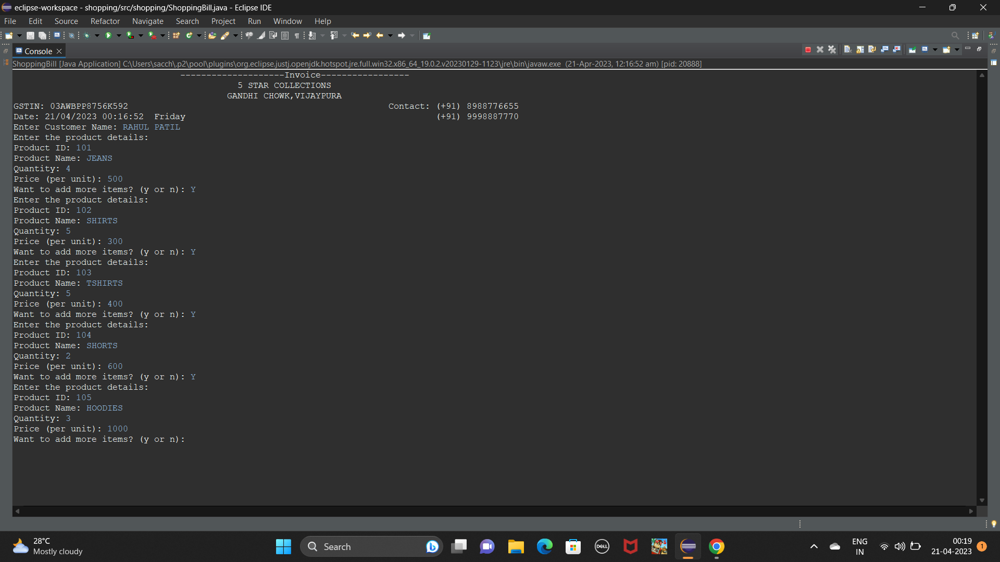 eclipse-workspace - shopping/src/shopping/ShoppingBill.java - Eclipse IDE
File Edit Source Refactor Navigate Search Project Run Window Help
Console
ShoppingBill [Java Application] C:\Users\sacch\.p2\pool\plugins\org.eclipse.justj.openjdk.hotspot.jre.full.win32.x86_64_19.0.2.v20230129-1123\jre\bin\javaw.exe (21-Apr-2023, 12:16:52 am) [pid: 20888]
--------------------Invoice-----------------
5 STAR COLLECTIONS
GANDHI CHOWK,VIJAYPURA
GSTIN: 03AWBPP8756K592 Contact: (+91) 8988776655
Date: 21/04/2023 00:16:52 Friday (+91) 9998887770
Enter Customer Name: RAHUL PATIL
Enter the product details:
Product ID: 101
Product Name: JEANS
Quantity: 4
Price (per unit): 500
Want to add more items? (y or n): Y
Enter the product details:
Product ID: 102
Product Name: SHIRTS
Quantity: 5
Price (per unit): 300
Want to add more items? (y or n): Y
Enter the product details:
Product ID: 103
Product Name: TSHIRTS
Quantity: 5
Price (per unit): 400
Want to add more items? (y or n): Y
Enter the product details:
Product ID: 104
Product Name: SHORTS
Quantity: 2
Price (per unit): 600
Want to add more items? (y or n): Y
Enter the product details:
Product ID: 105
Product Name: HOODIES
Quantity: 3
Price (per unit): 1000
Want to add more items? (y or n):
28°C
Mostly cloudy
Search
DELL
ENG
IN
00:19
21-04-2023
1